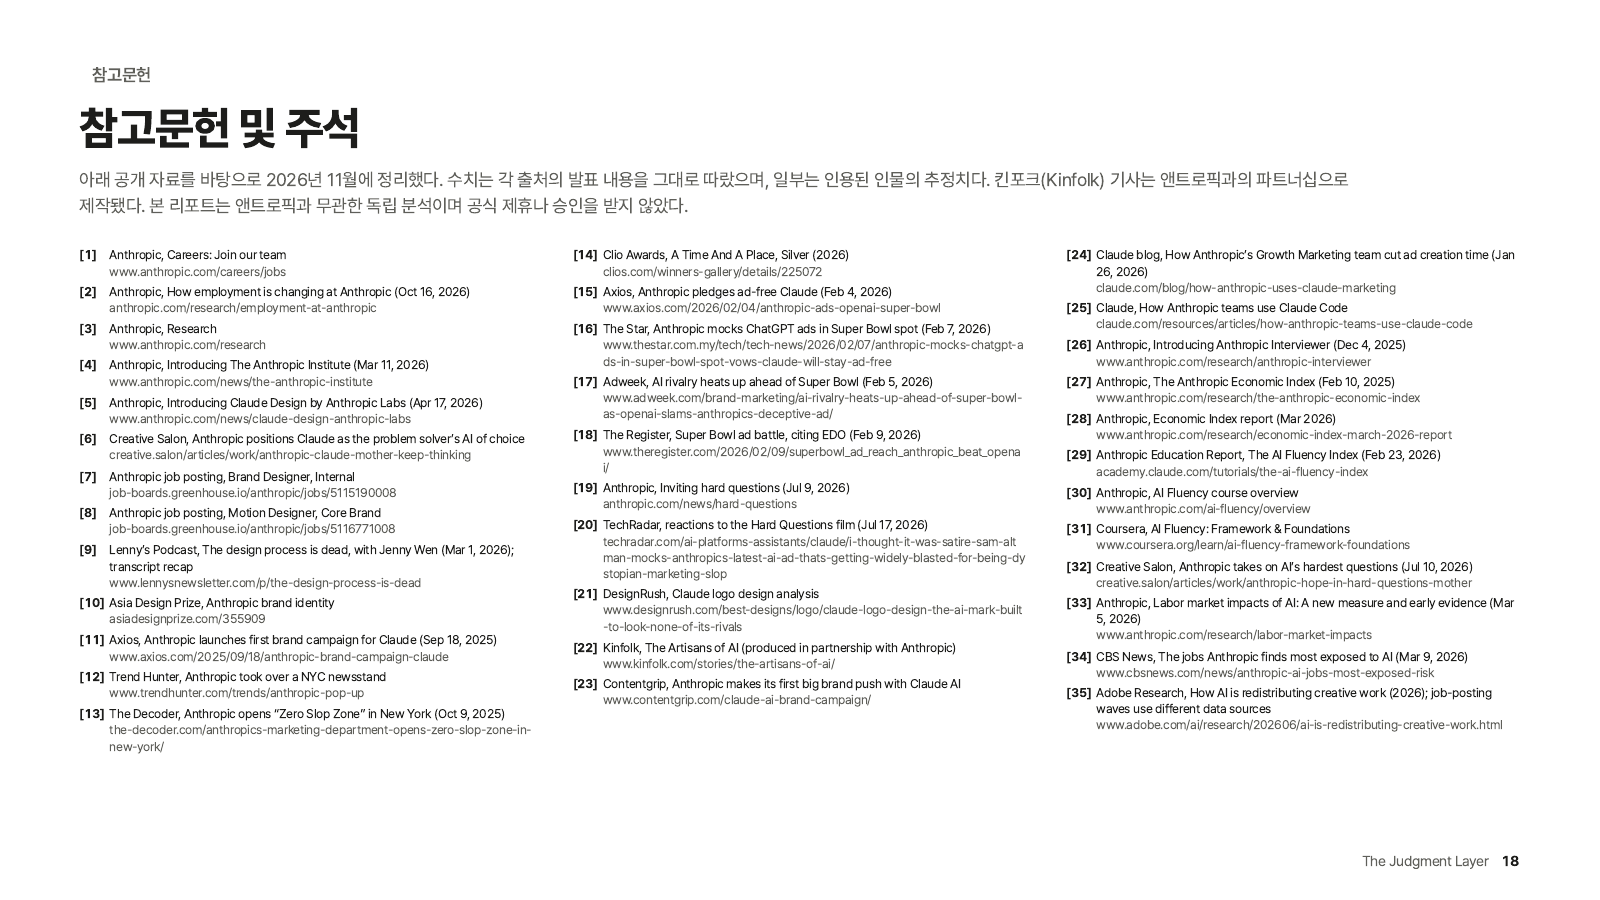 참고문헌
참고문헌 및 주석
아래 공개 자료를 바탕으로 2026년 11월에 정리했다. 수치는 각 출처의 발표 내용을 그대로 따랐으며, 일부는 인용된 인물의 추정치다. 킨포크(Kinfolk) 기사는 앤트로픽과의 파트너십으로
제작됐다. 본 리포트는 앤트로픽과 무관한 독립 분석이며 공식 제휴나 승인을 받지 않았다.
[1] Anthropic, Careers: Join our team
www.anthropic.com/careers/jobs
[2] Anthropic, How employment is changing at Anthropic (Oct 16, 2026)
anthropic.com/research/employment-at-anthropic
[3] Anthropic, Research
www.anthropic.com/research
[4] Anthropic, Introducing The Anthropic Institute (Mar 11, 2026)
www.anthropic.com/news/the-anthropic-institute
[5] Anthropic, Introducing Claude Design by Anthropic Labs (Apr 17, 2026)
www.anthropic.com/news/claude-design-anthropic-labs
[6] Creative Salon, Anthropic positions Claude as the problem solver’s AI of choice
creative.salon/articles/work/anthropic-claude-mother-keep-thinking
[7] Anthropic job posting, Brand Designer, Internal
job-boards.greenhouse.io/anthropic/jobs/5115190008
[8] Anthropic job posting, Motion Designer, Core Brand
job-boards.greenhouse.io/anthropic/jobs/5116771008
[9] Lenny’s Podcast, The design process is dead, with Jenny Wen (Mar 1, 2026);
transcript recap
www.lennysnewsletter.com/p/the-design-process-is-dead
[10] Asia Design Prize, Anthropic brand identity
asiadesignprize.com/355909
[11] Axios, Anthropic launches first brand campaign for Claude (Sep 18, 2025)
www.axios.com/2025/09/18/anthropic-brand-campaign-claude
[12] Trend Hunter, Anthropic took over a NYC newsstand
www.trendhunter.com/trends/anthropic-pop-up
[13] The Decoder, Anthropic opens “Zero Slop Zone” in New York (Oct 9, 2025)
the-decoder.com/anthropics-marketing-department-opens-zero-slop-zone-in-
new-york/
[14] Clio Awards, A Time And A Place, Silver (2026)
clios.com/winners-gallery/details/225072
[15] Axios, Anthropic pledges ad-free Claude (Feb 4, 2026)
www.axios.com/2026/02/04/anthropic-ads-openai-super-bowl
[16] The Star, Anthropic mocks ChatGPT ads in Super Bowl spot (Feb 7, 2026)
www.thestar.com.my/tech/tech-news/2026/02/07/anthropic-mocks-chatgpt-a
ds-in-super-bowl-spot-vows-claude-will-stay-ad-free
[17] Adweek, AI rivalry heats up ahead of Super Bowl (Feb 5, 2026)
www.adweek.com/brand-marketing/ai-rivalry-heats-up-ahead-of-super-bowl-
as-openai-slams-anthropics-deceptive-ad/
[18] The Register, Super Bowl ad battle, citing EDO (Feb 9, 2026)
www.theregister.com/2026/02/09/superbowl_ad_reach_anthropic_beat_opena
i/
[19] Anthropic, Inviting hard questions (Jul 9, 2026)
anthropic.com/news/hard-questions
[20] TechRadar, reactions to the Hard Questions film (Jul 17, 2026)
techradar.com/ai-platforms-assistants/claude/i-thought-it-was-satire-sam-alt
man-mocks-anthropics-latest-ai-ad-thats-getting-widely-blasted-for-being-dy
stopian-marketing-slop
[21] DesignRush, Claude logo design analysis
www.designrush.com/best-designs/logo/claude-logo-design-the-ai-mark-built
-to-look-none-of-its-rivals
[22] Kinfolk, The Artisans of AI (produced in partnership with Anthropic)
www.kinfolk.com/stories/the-artisans-of-ai/
[23] Contentgrip, Anthropic makes its first big brand push with Claude AI
www.contentgrip.com/claude-ai-brand-campaign/
[24] Claude blog, How Anthropic’s Growth Marketing team cut ad creation time (Jan
26, 2026)
claude.com/blog/how-anthropic-uses-claude-marketing
[25] Claude, How Anthropic teams use Claude Code
claude.com/resources/articles/how-anthropic-teams-use-claude-code
[26] Anthropic, Introducing Anthropic Interviewer (Dec 4, 2025)
www.anthropic.com/research/anthropic-interviewer
[27] Anthropic, The Anthropic Economic Index (Feb 10, 2025)
www.anthropic.com/research/the-anthropic-economic-index
[28] Anthropic, Economic Index report (Mar 2026)
www.anthropic.com/research/economic-index-march-2026-report
[29] Anthropic Education Report, The AI Fluency Index (Feb 23, 2026)
academy.claude.com/tutorials/the-ai-fluency-index
[30] Anthropic, AI Fluency course overview
www.anthropic.com/ai-fluency/overview
[31] Coursera, AI Fluency: Framework & Foundations
www.coursera.org/learn/ai-fluency-framework-foundations
[32] Creative Salon, Anthropic takes on AI’s hardest questions (Jul 10, 2026)
creative.salon/articles/work/anthropic-hope-in-hard-questions-mother
[33] Anthropic, Labor market impacts of AI: A new measure and early evidence (Mar
5, 2026)
www.anthropic.com/research/labor-market-impacts
[34] CBS News, The jobs Anthropic finds most exposed to AI (Mar 9, 2026)
www.cbsnews.com/news/anthropic-ai-jobs-most-exposed-risk
[35] Adobe Research, How AI is redistributing creative work (2026); job-posting
waves use different data sources
www.adobe.com/ai/research/202606/ai-is-redistributing-creative-work.html
The Judgment Layer 18